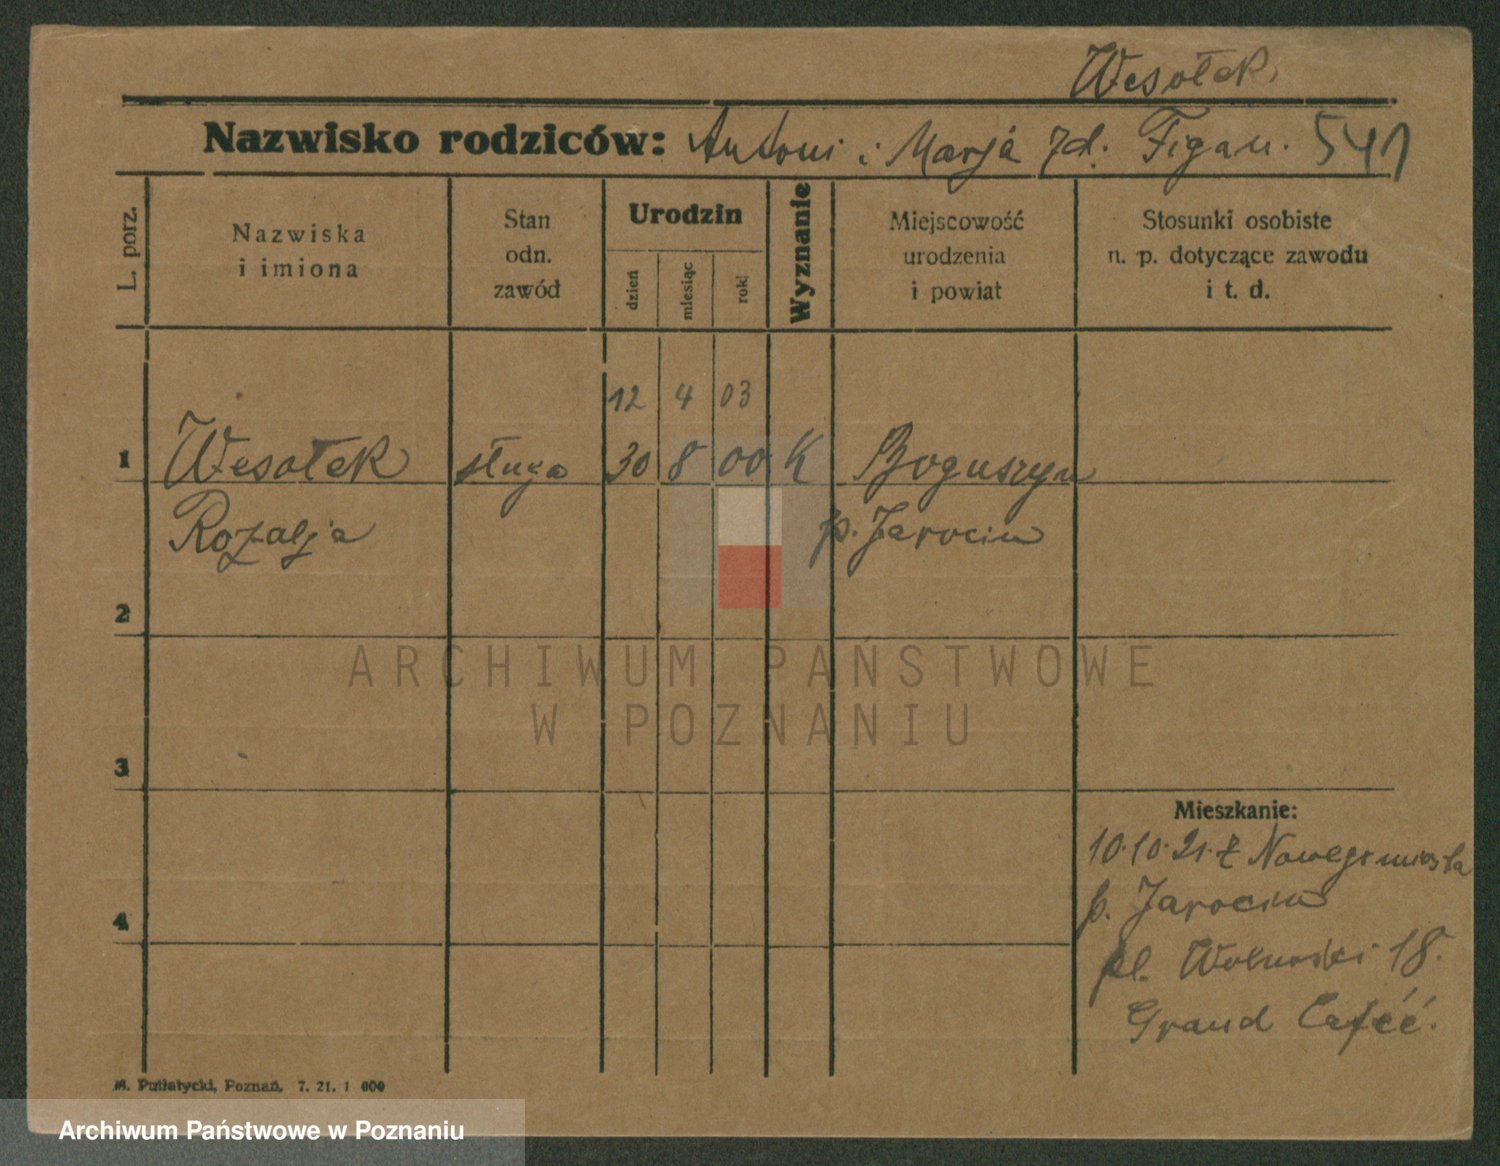 Wesołek
Nazwisko rodziców: Antoni i Marja zd. Figan. 541
L. porz.
Nazwiska
i imiona
Stan
odn.
zawód
Urodzin
dzień
miesiąc
rok
Wyznanie
Miejscowość
urodzenia
i powiat
Stosunki osobiste
n. p. dotyczące zawodu
i t. d.
12 4 03
1 Wesołek sługa 30 8 00 K Boguszyn
Rozalja p. Jarocin
2
ARCHIWUM PAŃSTWOWE
W POZNANIU
3
Mieszkanie:
10.10.21. z Nowegomiasta
4 p. Jarocin
pl. Wolności 18.
Grand Café
M. Putiatycki, Poznań, 7. 21. 1 000
Archiwum Państwowe w Poznaniu